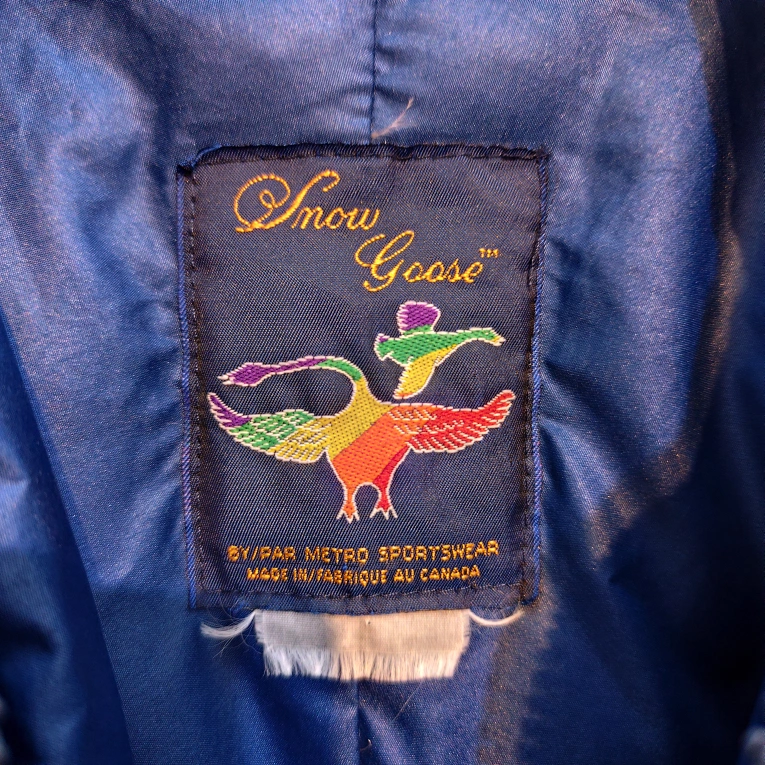 Snow
Goose™
BY/PAR METRO SPORTSWEAR
MADE IN/FABRIQUE AU CANADA